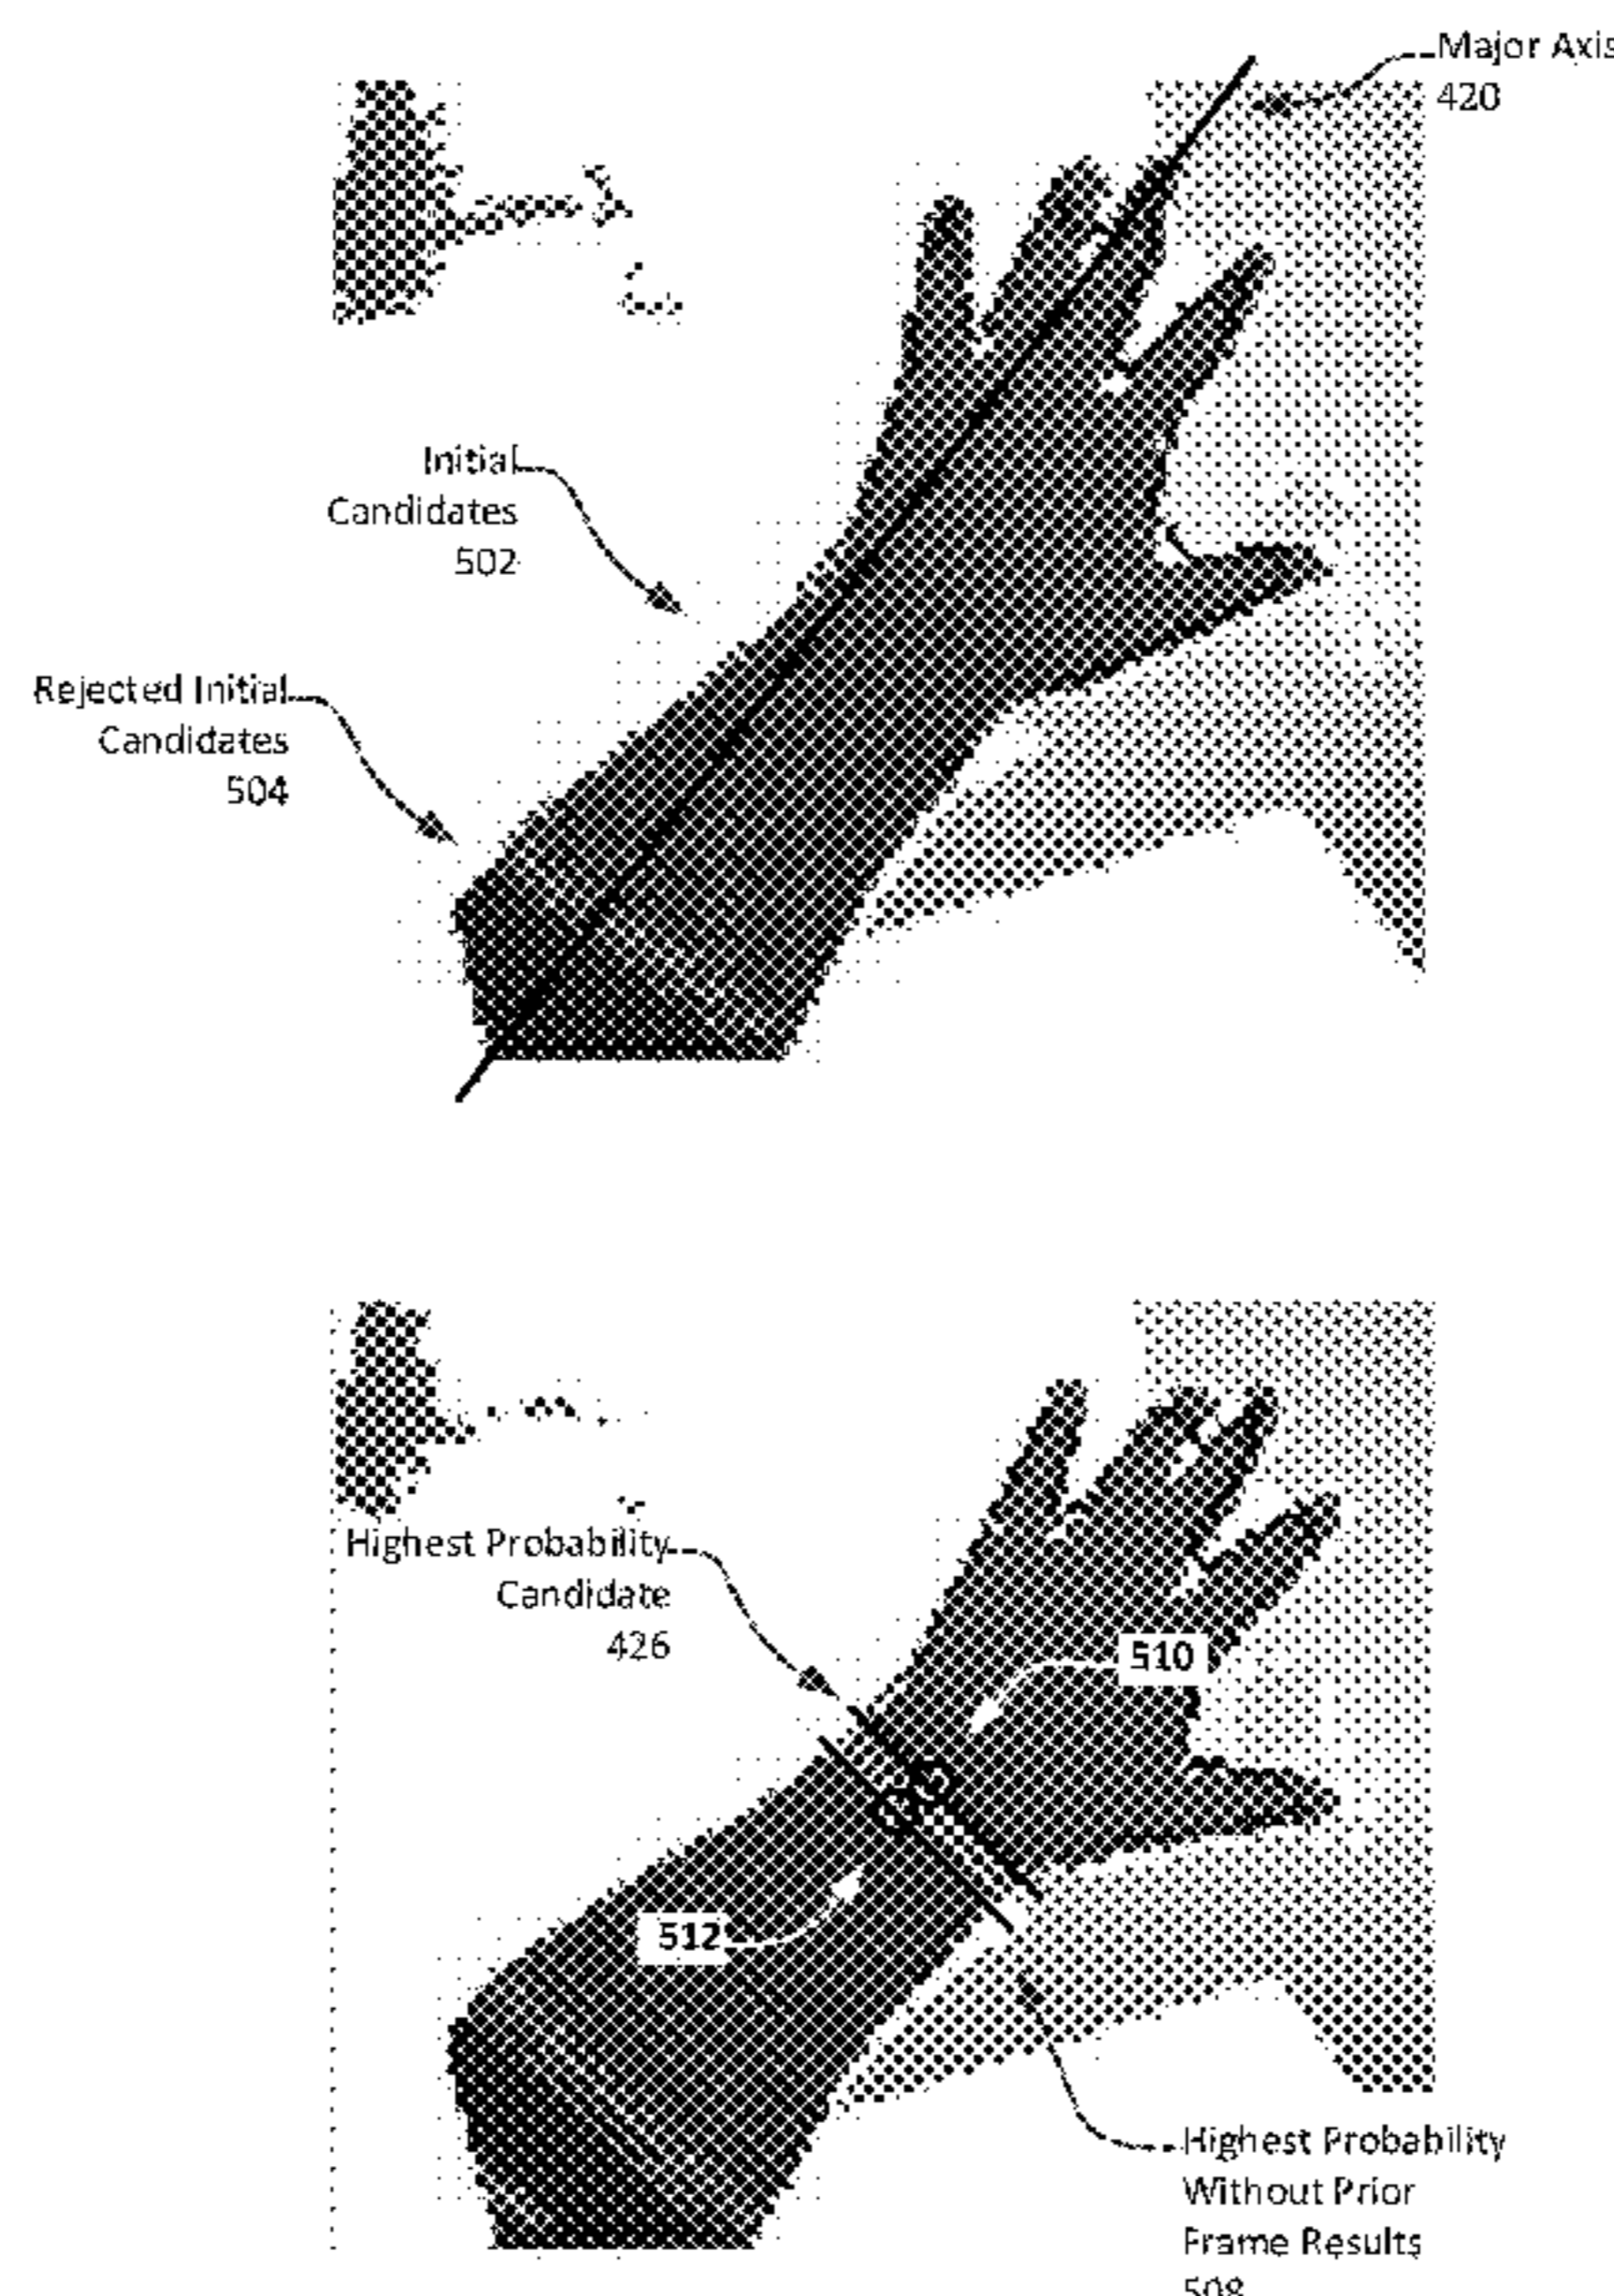 Major Axis
420
Initial
Candidates
502
Rejected Initial
Candidates
504
Highest Probability
Candidate
426
510
512
Highest Probability
Without Prior
Frame Results
508